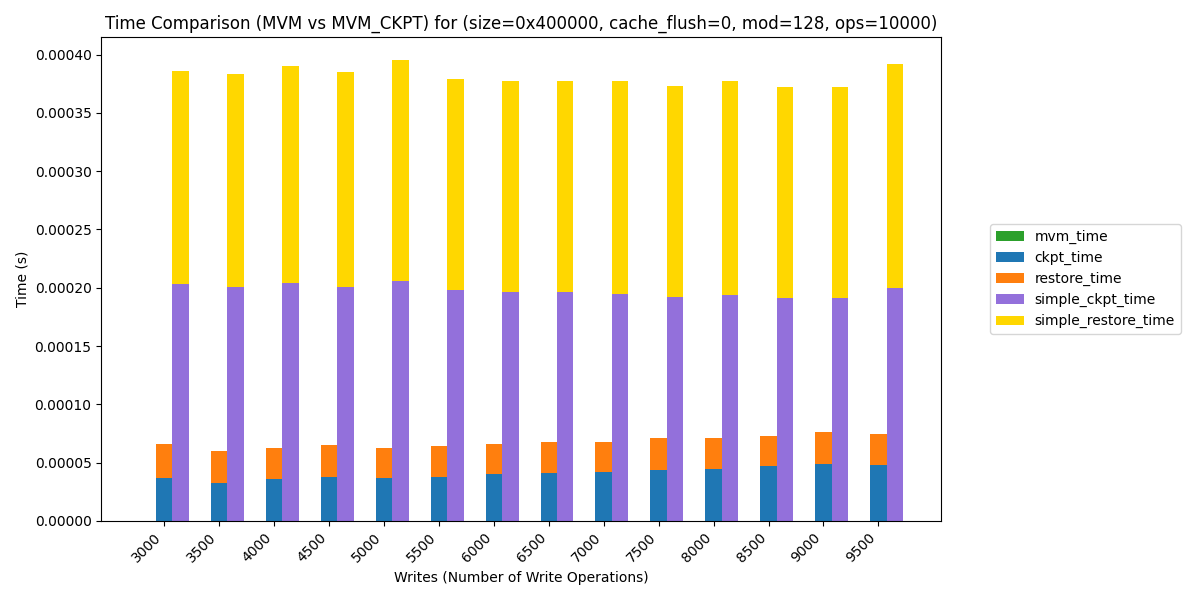 Time Comparison (MVM vs MVM_CKPT) for (size=0x400000, cache_flush=0, mod=128, ops=10000)
Time (s)
0.00040
0.00035
0.00030
0.00025
0.00020
0.00015
0.00010
0.00005
0.00000
3000 3500 4000 4500 5000 5500 6000 6500 7000 7500 8000 8500 9000 9500
Writes (Number of Write Operations)
mvm_time
ckpt_time
restore_time
simple_ckpt_time
simple_restore_time